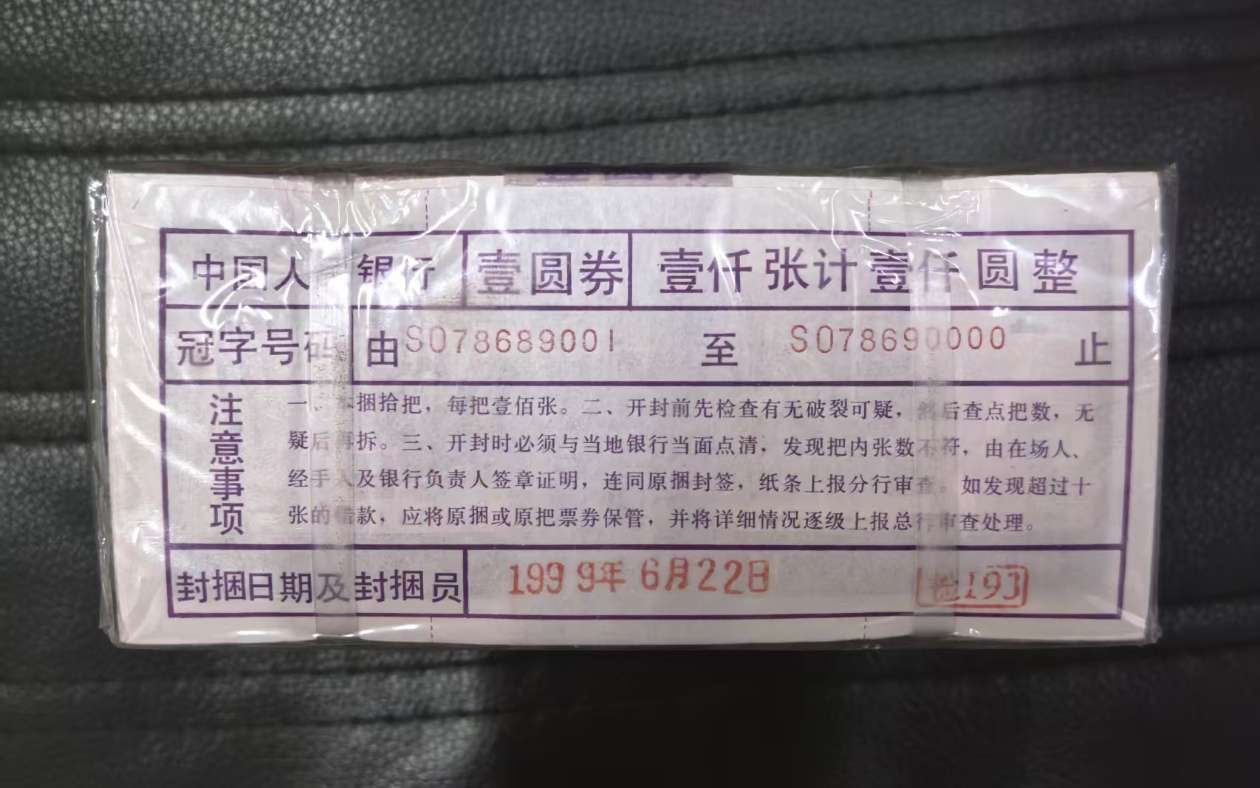 中国人 银行 壹圆券 壹仟张计壹仟圆整
冠字号码 由 SO78689001 至 SO78690000 止
注意事项
一、本捆拾把，每把壹佰张。二、开封前先检查有无破裂可疑，然后查点把数，无
疑后再拆。三、开封时必须与当地银行当面点清，发现把内张数不符，由在场人、
经手人及银行负责人签章证明，连同原捆封签，纸条上报分行审查。如发现超过十
张的错款，应将原捆或原把票券保管，并将详细情况逐级上报总行审查处理。
封捆日期及封捆员 1999年6月22日 193